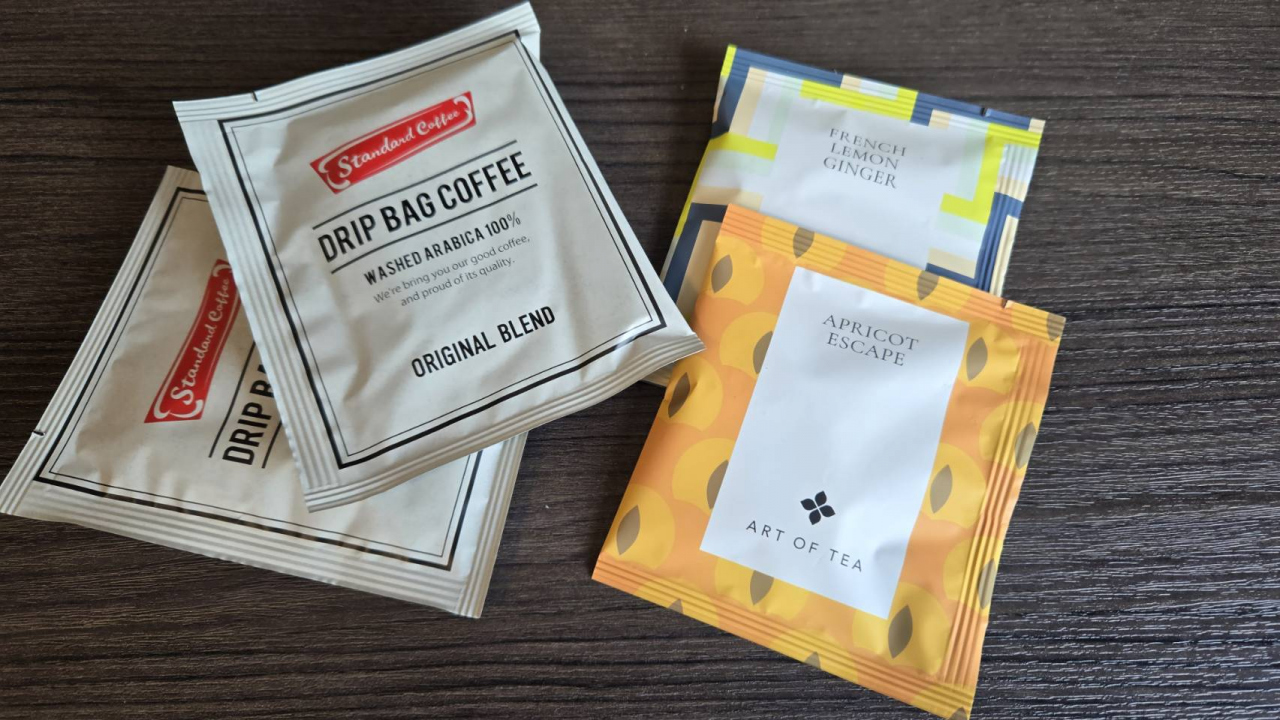 Standard Coffee
DRIP BAG COFFEE
WASHED ARABICA 100%
We're bring you our good coffee,
and proud of its quality.
ORIGINAL BLEND
Standard Coffee
DRIP BA
FRENCH
LEMON
GINGER
APRICOT
ESCAPE
ART OF TEA